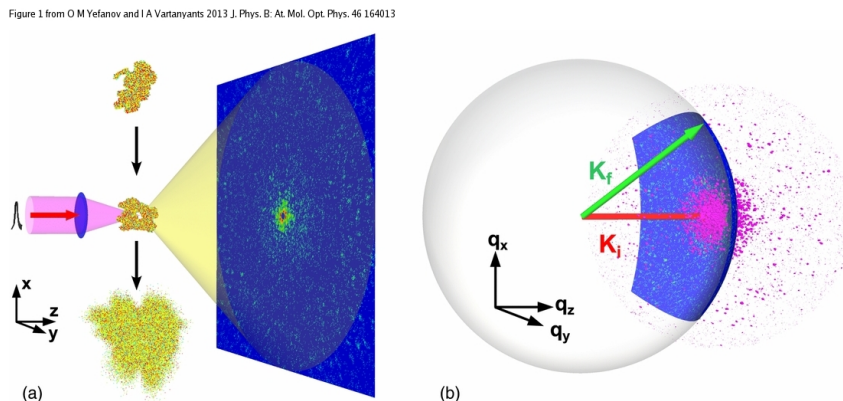 Figure 1 from O M Yefanov and I A Vartanyants 2013 J. Phys. B: At. Mol. Opt. Phys. 46 164013
x
z
y
(a)
Kf
Kj
qx
qz
qy
(b)